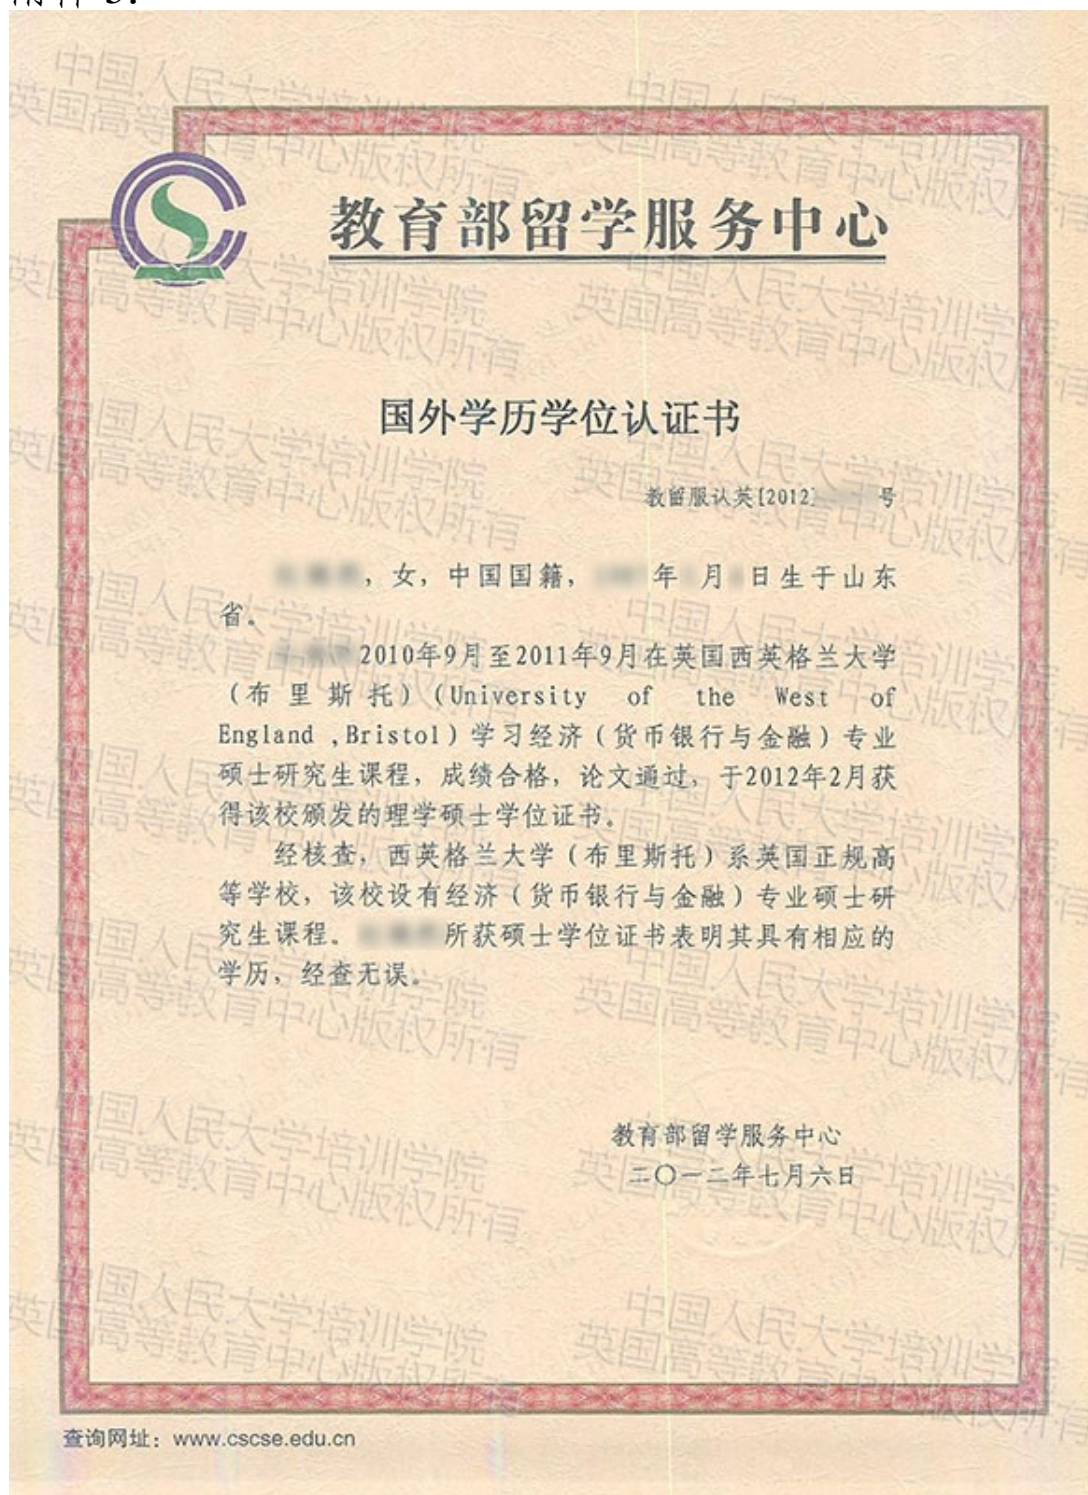 教育部留学服务中心
国外学历学位认证书
教留服认英[2012] 号
，女，中国国籍， 年 月 日生于山东
省。
2010年9月至2011年9月在英国西英格兰大学
（布里斯托）（University of the West of
England ,Bristol）学习经济（货币银行与金融）专业
硕士研究生课程，成绩合格，论文通过，于2012年2月获
得该校颁发的理学硕士学位证书。
经核查，西英格兰大学（布里斯托）系英国正规高
等学校，该校设有经济（货币银行与金融）专业硕士研
究生课程。 所获硕士学位证书表明其具有相应的
学历，经查无误。
教育部留学服务中心
二〇一二年七月六日
查询网址：www.cscse.edu.cn
中国人民大学培训学院
英国高等教育中心版权所有